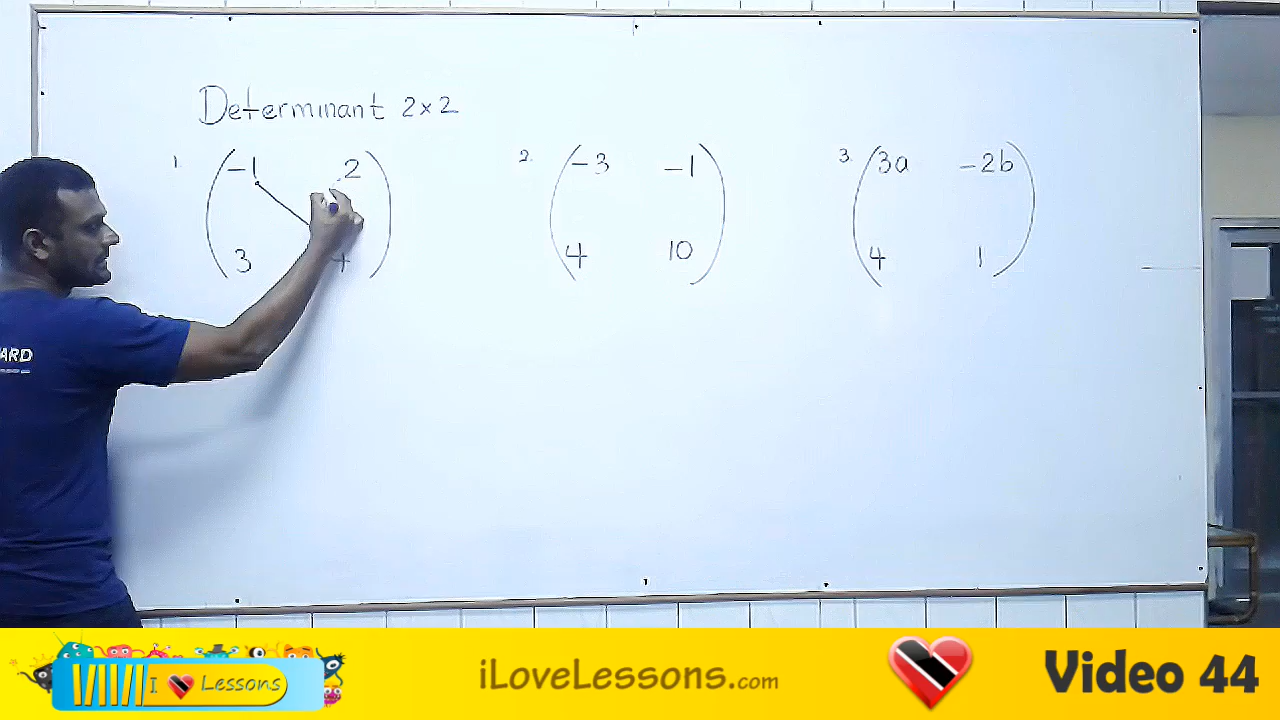 Determinant 2×2
1. (-1 2
3 4)
2. (-3 -1
4 10)
3. (3a -2b
4 1)
ARD
I Lessons
iLoveLessons.com
Video 44